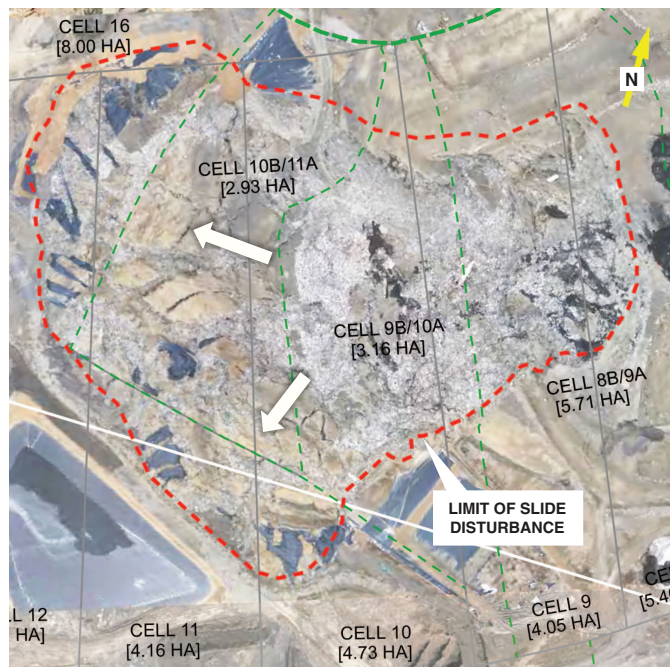 CELL 16
[8.00 HA]
N
CELL 10B/11A
[2.93 HA]
CELL 9B/10A
[3.16 HA]
CELL 8B/9A
[5.71 HA]
LIMIT OF SLIDE
DISTURBANCE
LL 12
HA]
CELL 11
[4.16 HA]
CELL 10
[4.73 HA]
CELL 9
[4.05 HA]